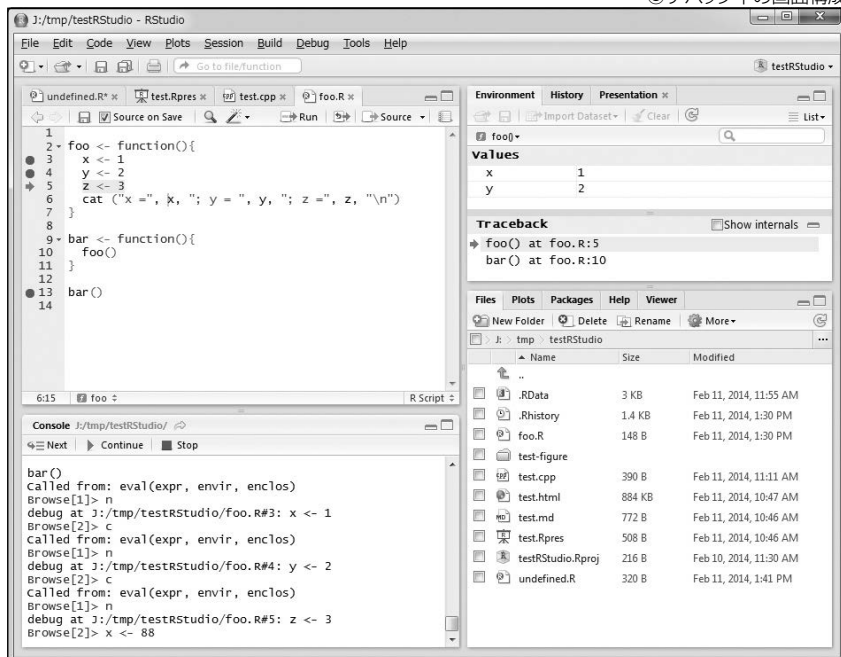 J:/tmp/testRStudio - RStudio
File Edit Code View Plots Session Build Debug Tools Help
Go to file/function
testRStudio
undefined.R* × test.Rpres × test.cpp × foo.R ×
Source on Save Run Source
1
2 foo <- function(){
3 x <- 1
4 y <- 2
5 z <- 3
6 cat ("x =", x, "; y = ", y, "; z =", z, "\n")
7 }
8
9 bar <- function(){
10 foo()
11 }
12
13 bar()
14
6:15 foo R Script
Console J:/tmp/testRStudio/
Next Continue Stop
bar()
Called from: eval(expr, envir, enclos)
Browse[1]> n
debug at J:/tmp/testRStudio/foo.R#3: x <- 1
Browse[2]> c
Called from: eval(expr, envir, enclos)
Browse[1]> n
debug at J:/tmp/testRStudio/foo.R#4: y <- 2
Browse[2]> c
Called from: eval(expr, envir, enclos)
Browse[1]> n
debug at J:/tmp/testRStudio/foo.R#5: z <- 3
Browse[2]> x <- 88
Environment History Presentation ×
Import Dataset Clear List
foo()
Values
x 1
y 2
Traceback Show internals
foo() at foo.R:5
bar() at foo.R:10
Files Plots Packages Help Viewer
New Folder Delete Rename More
J: tmp testRStudio ...
Name Size Modified
..
.RData 3 KB Feb 11, 2014, 11:55 AM
.Rhistory 1.4 KB Feb 11, 2014, 1:30 PM
foo.R 148 B Feb 11, 2014, 1:30 PM
test-figure
test.cpp 390 B Feb 11, 2014, 11:11 AM
test.html 884 KB Feb 11, 2014, 10:47 AM
test.md 772 B Feb 11, 2014, 10:46 AM
test.Rpres 508 B Feb 11, 2014, 10:46 AM
testRStudio.Rproj 216 B Feb 10, 2014, 11:30 AM
undefined.R 320 B Feb 11, 2014, 1:41 PM